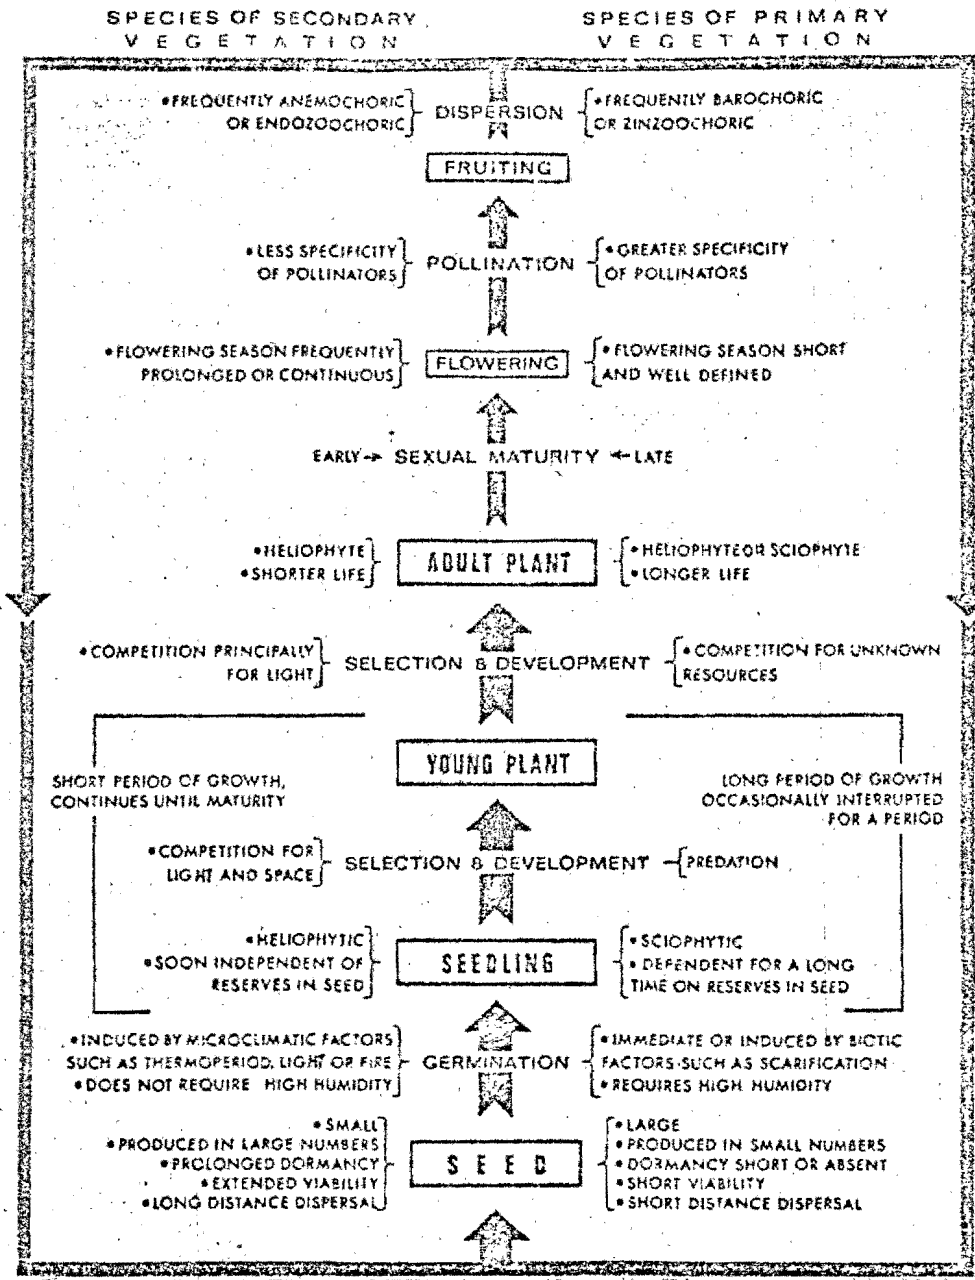 SPECIES OF SECONDARY
VEGETATION
SPECIES OF PRIMARY
VEGETATION
•FREQUENTLY ANEMOCHORIC
OR ENDOZOOCHORIC
DISPERSION
•FREQUENTLY BAROCHORIC
OR ZINZOOCHORIC
FRUITING
•LESS SPECIFICITY
OF POLLINATORS
POLLINATION
•GREATER SPECIFICITY
OF POLLINATORS
•FLOWERING SEASON FREQUENTLY
PROLONGED OR CONTINUOUS
FLOWERING
•FLOWERING SEASON SHORT
AND WELL DEFINED
EARLY→ SEXUAL MATURITY ←LATE
•HELIOPHYTE
•SHORTER LIFE
ADULT PLANT
•HELIOPHYTEOR SCIOPHYTE
•LONGER LIFE
•COMPETITION PRINCIPALLY
FOR LIGHT
SELECTION & DEVELOPMENT
•COMPETITION FOR UNKNOWN
RESOURCES
YOUNG PLANT
SHORT PERIOD OF GROWTH,
CONTINUES UNTIL MATURITY
LONG PERIOD OF GROWTH
OCCASIONALLY INTERRUPTED
FOR A PERIOD
•COMPETITION FOR
LIGHT AND SPACE
SELECTION & DEVELOPMENT
PREDATION
•HELIOPHYTIC
•SOON INDEPENDENT OF
RESERVES IN SEED
SEEDLING
•SCIOPHYTIC
•DEPENDENT FOR A LONG
TIME ON RESERVES IN SEED
•INDUCED BY MICROCLIMATIC FACTORS
SUCH AS THERMOPERIOD, LIGHT OR FIRE
•DOES NOT REQUIRE HIGH HUMIDITY
GERMINATION
•IMMEDIATE OR INDUCED BY BIOTIC
FACTORS SUCH AS SCARIFICATION
•REQUIRES HIGH HUMIDITY
•SMALL
•PRODUCED IN LARGE NUMBERS
•PROLONGED DORMANCY
•EXTENDED VIABILITY
•LONG DISTANCE DISPERSAL
SEED
•LARGE
•PRODUCED IN SMALL NUMBERS
•DORMANCY SHORT OR ABSENT
•SHORT VIABILITY
•SHORT DISTANCE DISPERSAL